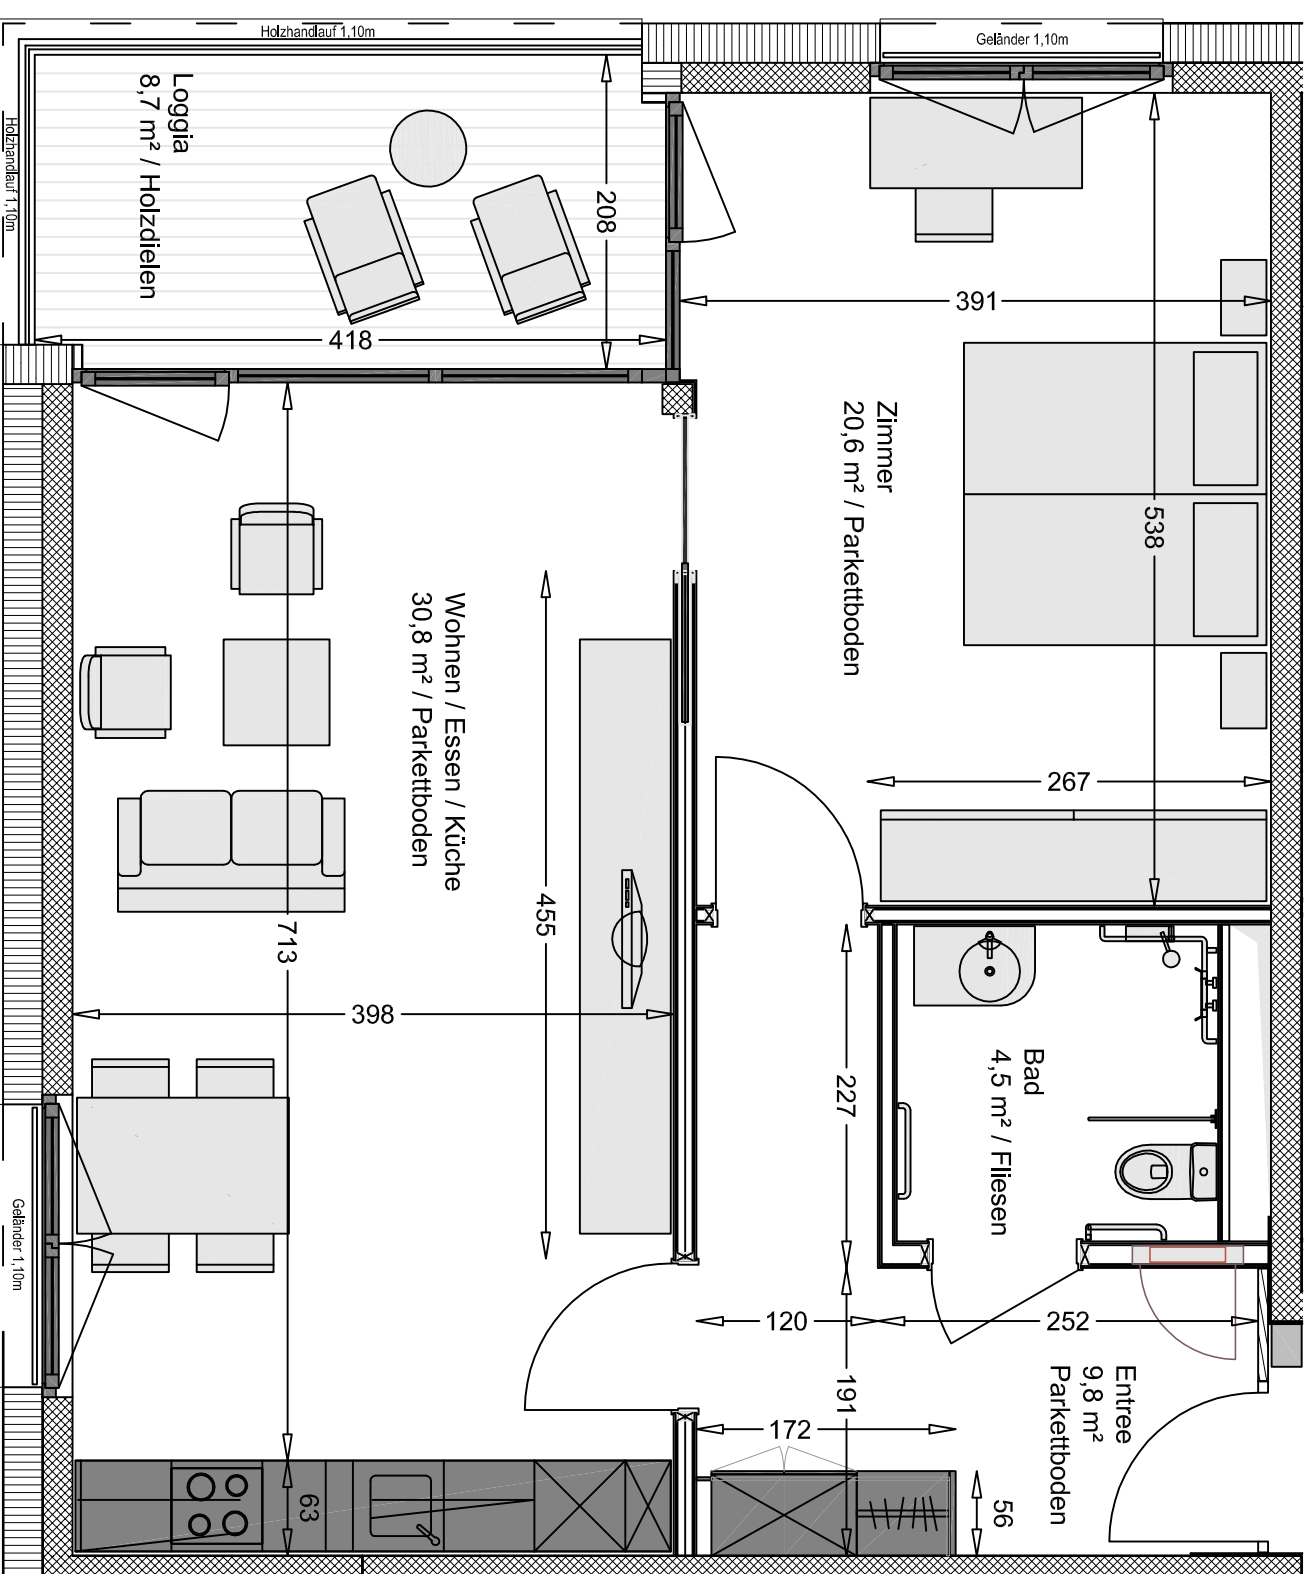 Holzhandlauf 1,10m
Geländer 1,10m
Holzhandlauf 1,10m
Loggia
8,7 m² / Holzdielen
208
418
391
Zimmer
20,6 m² / Parkettboden
538
267
Wohnen / Essen / Küche
30,8 m² / Parkettboden
455
713
398
Bad
4,5 m² / Fliesen
227
Geländer 1,10m
120
252
191
Entree
9,8 m²
Parkettboden
172
56
63